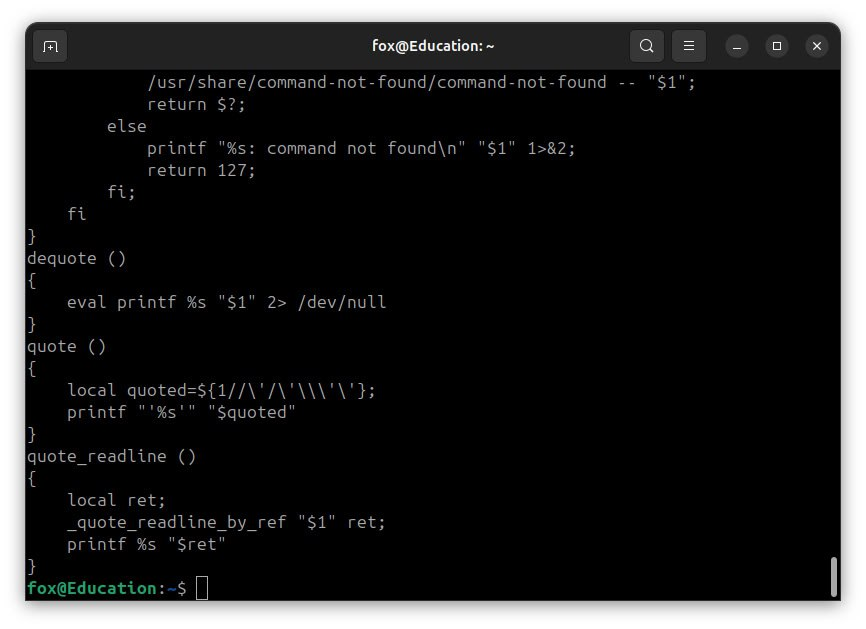 fox@Education: ~
            /usr/share/command-not-found/command-not-found -- "$1";
            return $?;
        else
            printf "%s: command not found\n" "$1" 1>&2;
            return 127;
        fi;
    fi
}
dequote ()
{
    eval printf %s "$1" 2> /dev/null
}
quote ()
{
    local quoted=${1//\'/\'\\\'\'};
    printf "'%s'" "$quoted"
}
quote_readline ()
{
    local ret;
    _quote_readline_by_ref "$1" ret;
    printf %s "$ret"
}
fox@Education:~$